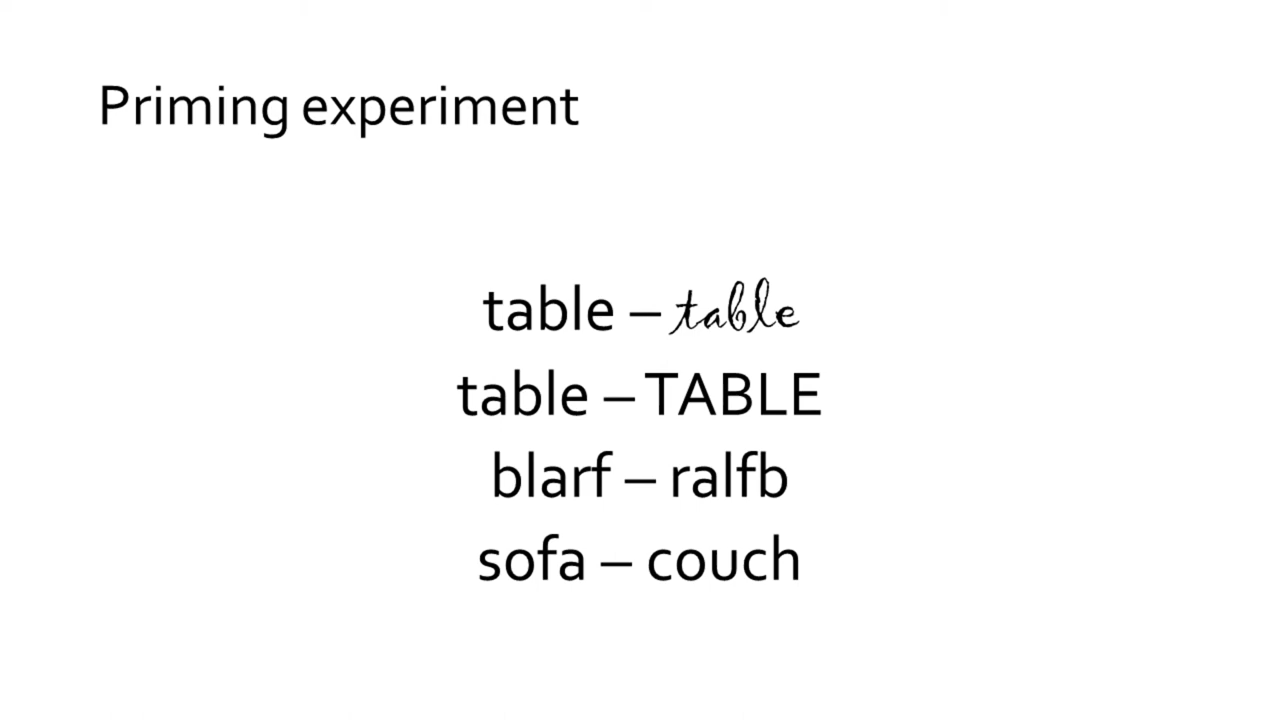 Priming experiment
table – table
table – TABLE
blarf – ralfb
sofa – couch